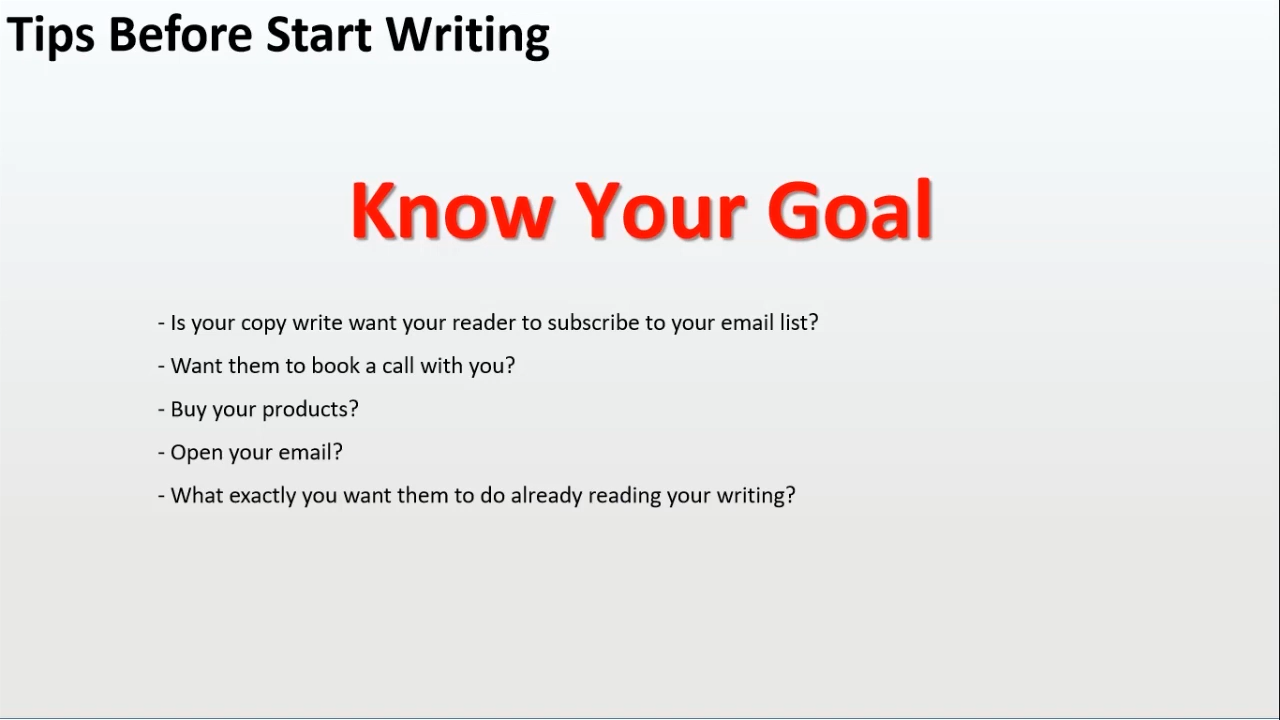 Tips Before Start Writing
Know Your Goal
- Is your copy write want your reader to subscribe to your email list?
- Want them to book a call with you?
- Buy your products?
- Open your email?
- What exactly you want them to do already reading your writing?